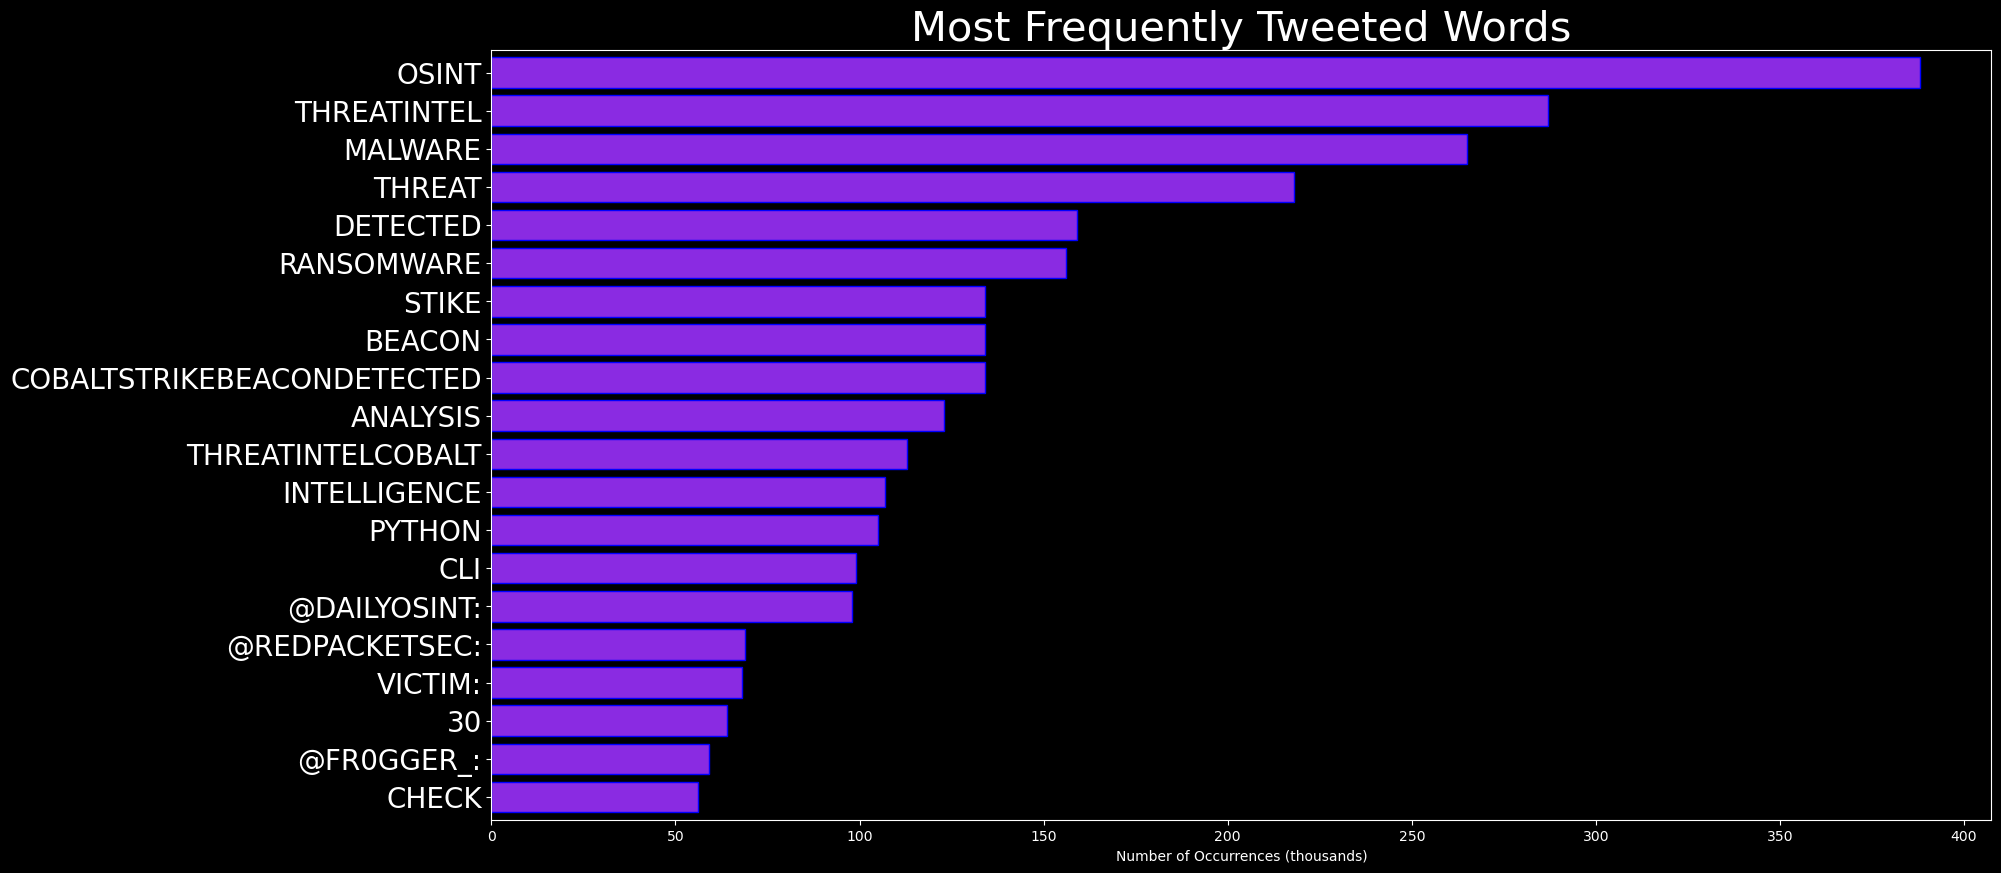 Most Frequently Tweeted Words
OSINT
THREATINTEL
MALWARE
THREAT
DETECTED
RANSOMWARE
STIKE
BEACON
COBALTSTRIKEBEACONDETECTED
ANALYSIS
THREATINTELCOBALT
INTELLIGENCE
PYTHON
CLI
@DAILYOSINT:
@REDPACKETSEC:
VICTIM:
30
@FR0GGER_:
CHECK
0 50 100 150 200 250 300 350 400
Number of Occurrences (thousands)